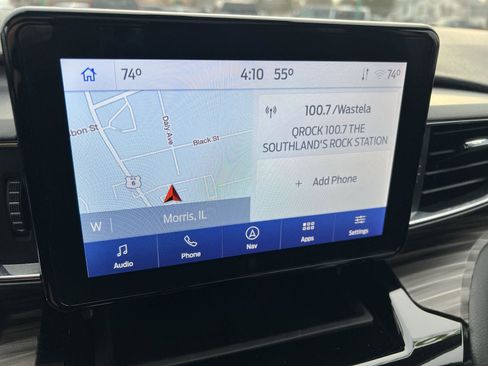 74° 4:10 55° 74°
bon St
Daly Ave
Black St
6
W Morris, IL
100.7 /Wastela
QROCK 100.7 THE
SOUTHLAND'S ROCK STATION
+ Add Phone
Audio Phone Nav Apps Settings